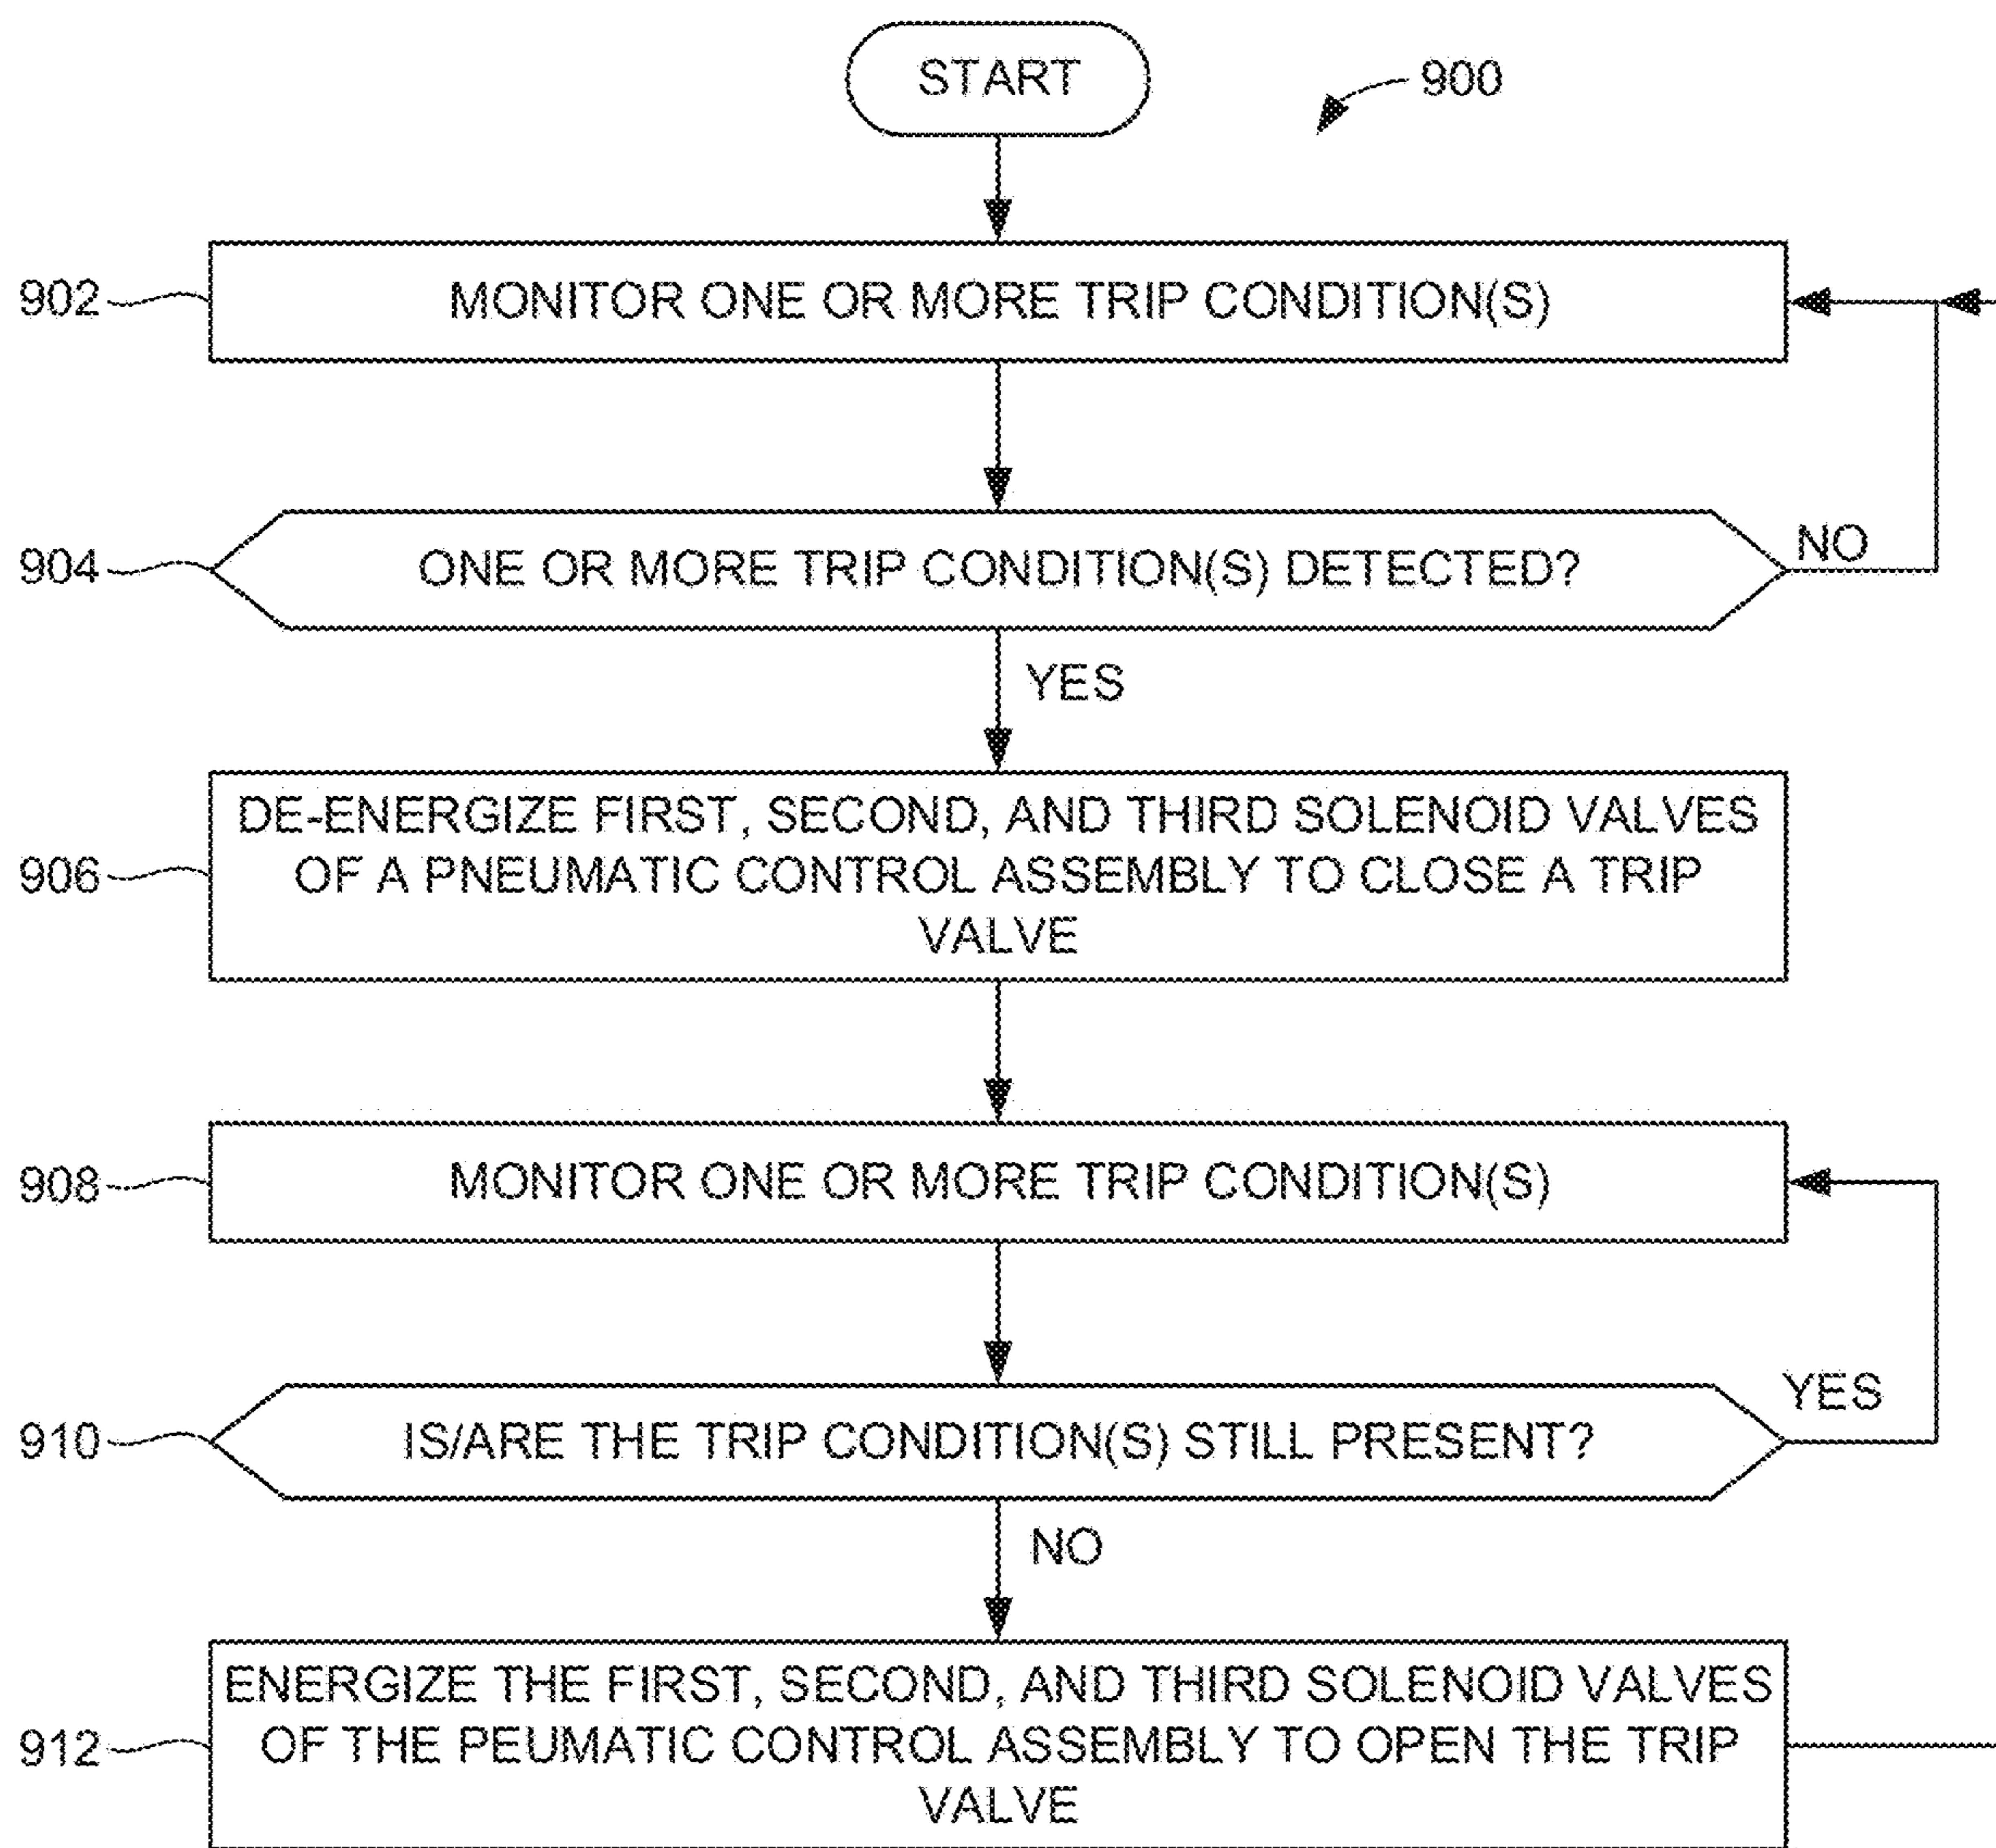 START
900
902
MONITOR ONE OR MORE TRIP CONDITION(S)
904
ONE OR MORE TRIP CONDITION(S) DETECTED?
NO
YES
906
DE-ENERGIZE FIRST, SECOND, AND THIRD SOLENOID VALVES
OF A PNEUMATIC CONTROL ASSEMBLY TO CLOSE A TRIP
VALVE
908
MONITOR ONE OR MORE TRIP CONDITION(S)
910
IS/ARE THE TRIP CONDITION(S) STILL PRESENT?
YES
NO
912
ENERGIZE THE FIRST, SECOND, AND THIRD SOLENOID VALVES
OF THE PEUMATIC CONTROL ASSEMBLY TO OPEN THE TRIP
VALVE